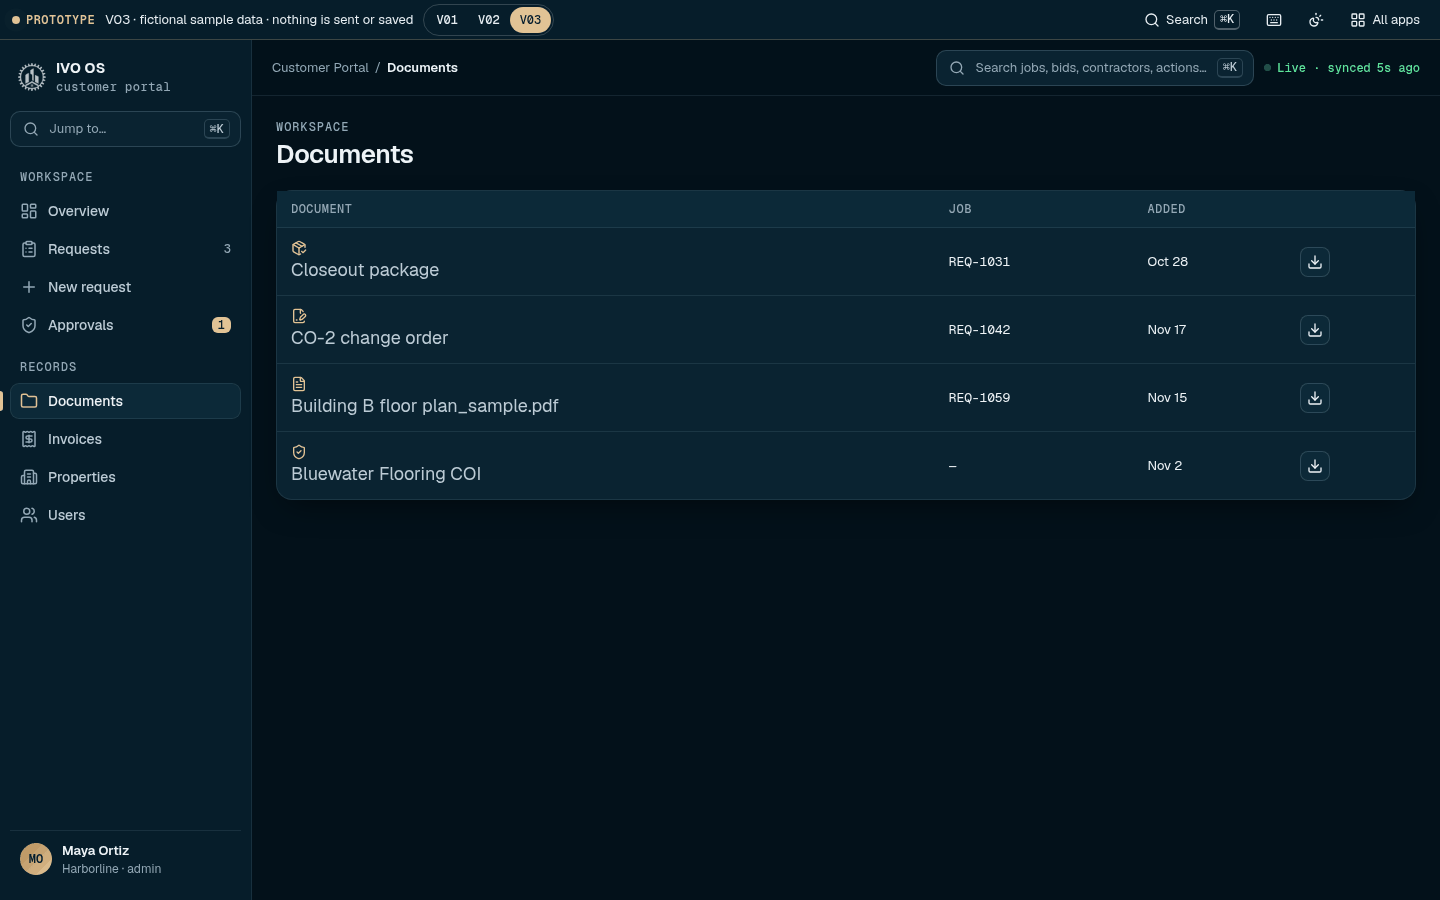 PROTOTYPE V03 · fictional sample data · nothing is sent or saved V01 V02 V03 Search ⌘K All apps
IVO OS
customer portal
Jump to... ⌘K
WORKSPACE
Overview
Requests 3
New request
Approvals 1
RECORDS
Documents
Invoices
Properties
Users
MO Maya Ortiz
Harborline · admin
Customer Portal / Documents
Search jobs, bids, contractors, actions... ⌘K Live · synced 5s ago
WORKSPACE
Documents
DOCUMENT JOB ADDED
Closeout package REQ-1031 Oct 28
CO-2 change order REQ-1042 Nov 17
Building B floor plan_sample.pdf REQ-1059 Nov 15
Bluewater Flooring COI — Nov 2